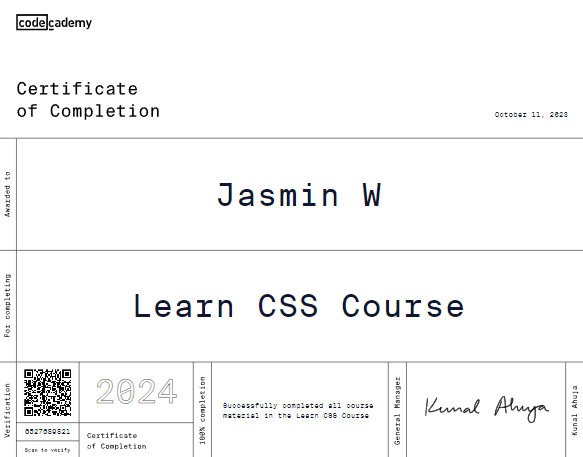 codecademy
Certificate
of Completion
October 11, 2023
Awarded to
Jasmin W
For completing
Learn CSS Course
Verification
6527689821
Scan to verify
2024
Certificate
of Completion
100% completion
Successfully completed all course
material in the Learn CSS Course
General Manager
Kunal Ahuja
Kunal Ahuja